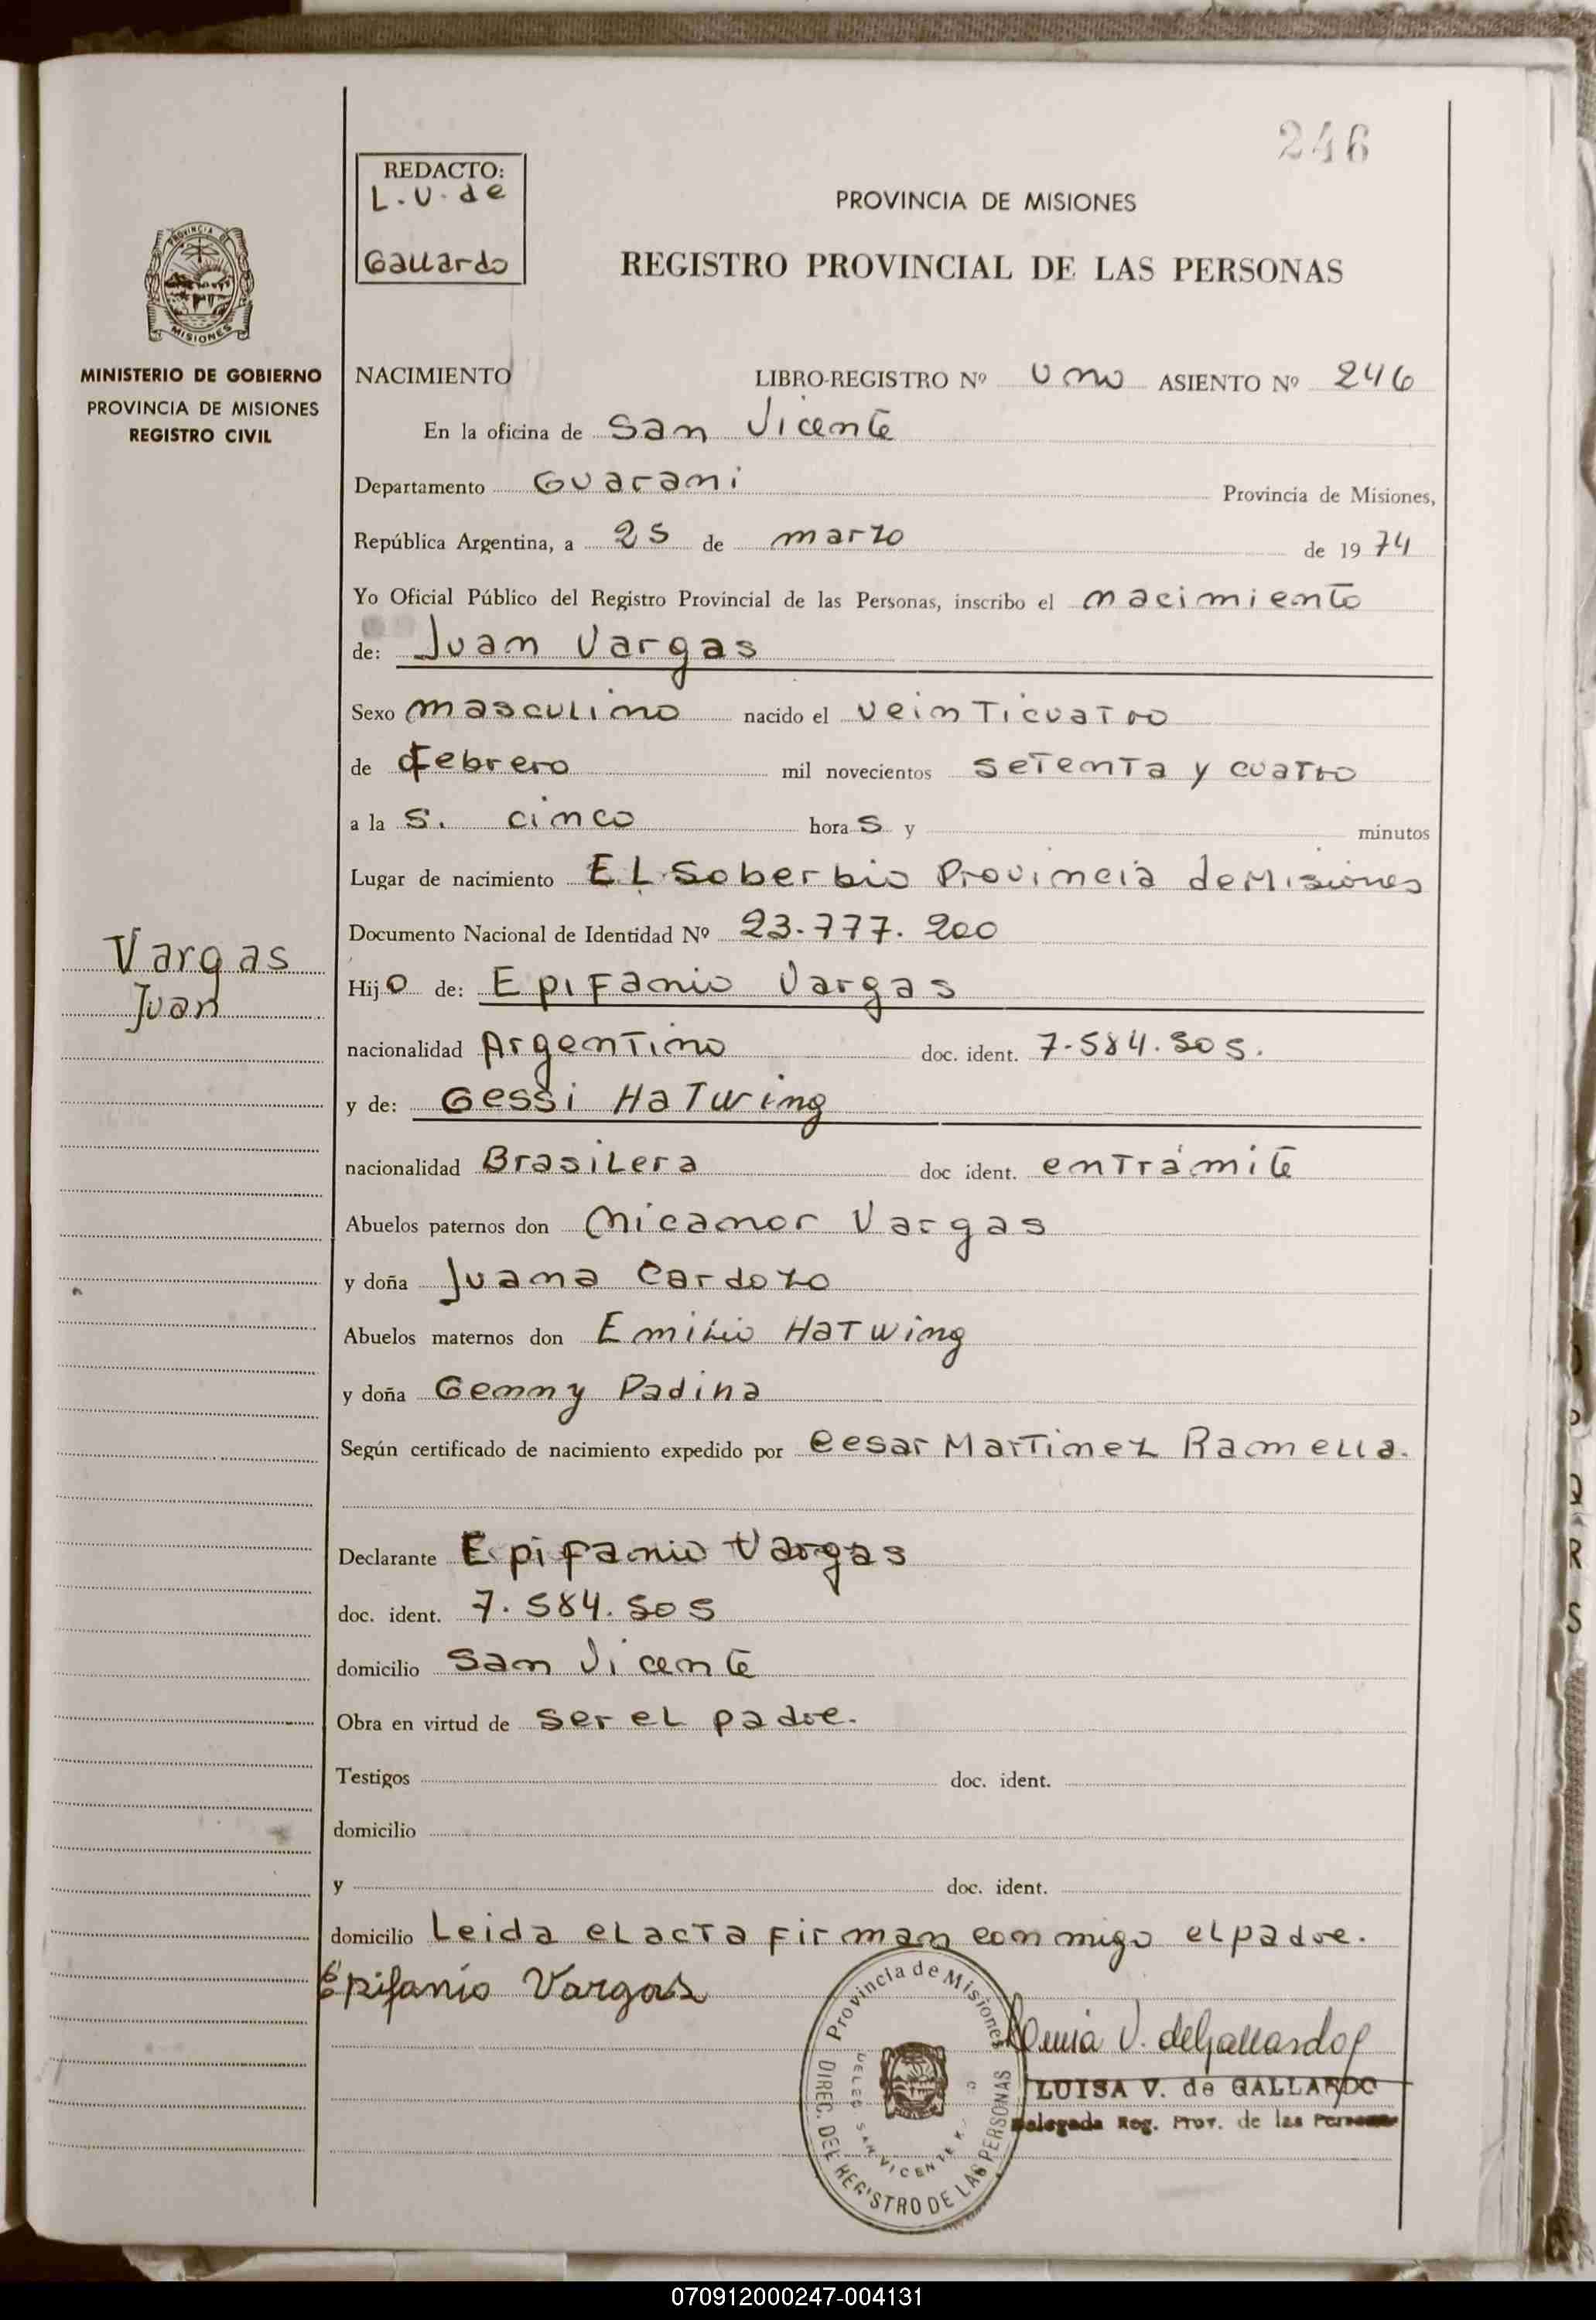 246
REDACTO:
L. V. de
Gallardo
PROVINCIA DE MISIONES
REGISTRO PROVINCIAL DE LAS PERSONAS
PROVINCIA DE
MISIONES
MINISTERIO DE GOBIERNO
PROVINCIA DE MISIONES
REGISTRO CIVIL
NACIMIENTO LIBRO-REGISTRO Nº Uno ASIENTO Nº 246
En la oficina de San Vicente
Departamento Guarani Provincia de Misiones,
República Argentina, a 25 de marzo de 1974
Yo Oficial Público del Registro Provincial de las Personas, inscribo el nacimiento
de: Juan Vargas
Sexo masculino nacido el veinticuatro
de febrero mil novecientos setenta y cuatro
a la s. cinco hora s y minutos
Lugar de nacimiento El Soberbio Provincia de Misiones
Documento Nacional de Identidad Nº 23.777.200
Vargas
Juan
Hijo de: Epifanio Vargas
nacionalidad Argentino doc. ident. 7.584.505.
y de: Gessi Hatwing
nacionalidad Brasilera doc ident. en trámite
Abuelos paternos don Nicanor Vargas
y doña Juana Cardozo
Abuelos maternos don Emilio Hatwing
y doña Genny Padina
Según certificado de nacimiento expedido por Cesar Martinez Ramella.
Declarante Epifanio Vargas
doc. ident. 7.584.505
domicilio San Vicente
Obra en virtud de ser el padre.
Testigos doc. ident.
domicilio
y doc. ident.
domicilio Leida el acta firman conmigo el padre.
Epifanio Vargas
Provincia de Misiones
DIREC. DEL REGISTRO DE LAS PERSONAS
DELEG SAN VICENTE
Luisa V. de Gallardo
LUISA V. de GALLARDO
Delegada Reg. Prov. de las Personas
P
Q
R
S
070912000247-004131